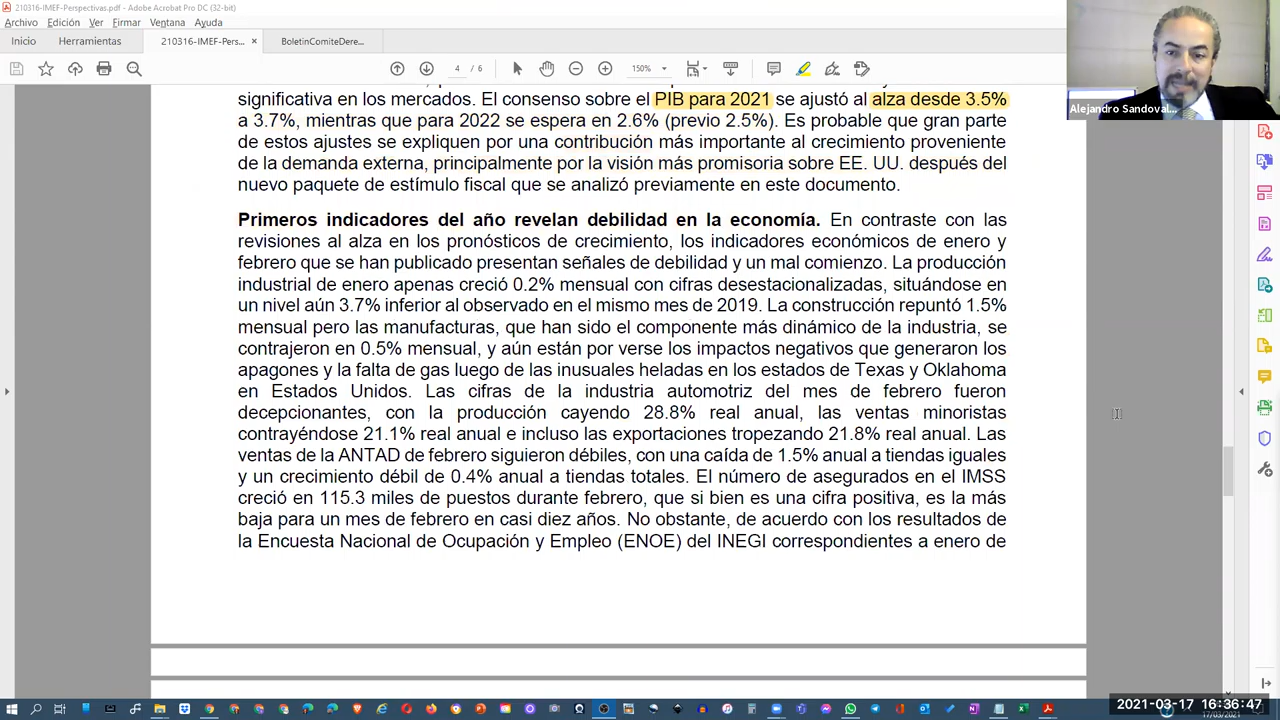 210316-IMEF-Perspectivas.pdf - Adobe Acrobat Pro DC (32-bit)
Archivo Edición Ver Firmar Ventana Ayuda
Inicio Herramientas 210316-IMEF-Pers... × BoletinComiteDere...
4 / 6 150%
Alejandro Sandoval...
significativa en los mercados. El consenso sobre el PIB para 2021 se ajustó al alza desde 3.5%
a 3.7%, mientras que para 2022 se espera en 2.6% (previo 2.5%). Es probable que gran parte
de estos ajustes se expliquen por una contribución más importante al crecimiento proveniente
de la demanda externa, principalmente por la visión más promisoria sobre EE. UU. después del
nuevo paquete de estímulo fiscal que se analizó previamente en este documento.
Primeros indicadores del año revelan debilidad en la economía. En contraste con las
revisiones al alza en los pronósticos de crecimiento, los indicadores económicos de enero y
febrero que se han publicado presentan señales de debilidad y un mal comienzo. La producción
industrial de enero apenas creció 0.2% mensual con cifras desestacionalizadas, situándose en
un nivel aún 3.7% inferior al observado en el mismo mes de 2019. La construcción repuntó 1.5%
mensual pero las manufacturas, que han sido el componente más dinámico de la industria, se
contrajeron en 0.5% mensual, y aún están por verse los impactos negativos que generaron los
apagones y la falta de gas luego de las inusuales heladas en los estados de Texas y Oklahoma
en Estados Unidos. Las cifras de la industria automotriz del mes de febrero fueron
decepcionantes, con la producción cayendo 28.8% real anual, las ventas minoristas
contrayéndose 21.1% real anual e incluso las exportaciones tropezando 21.8% real anual. Las
ventas de la ANTAD de febrero siguieron débiles, con una caída de 1.5% anual a tiendas iguales
y un crecimiento débil de 0.4% anual a tiendas totales. El número de asegurados en el IMSS
creció en 115.3 miles de puestos durante febrero, que si bien es una cifra positiva, es la más
baja para un mes de febrero en casi diez años. No obstante, de acuerdo con los resultados de
la Encuesta Nacional de Ocupación y Empleo (ENOE) del INEGI correspondientes a enero de
2021-03-17 16:36:47
17/03/2021